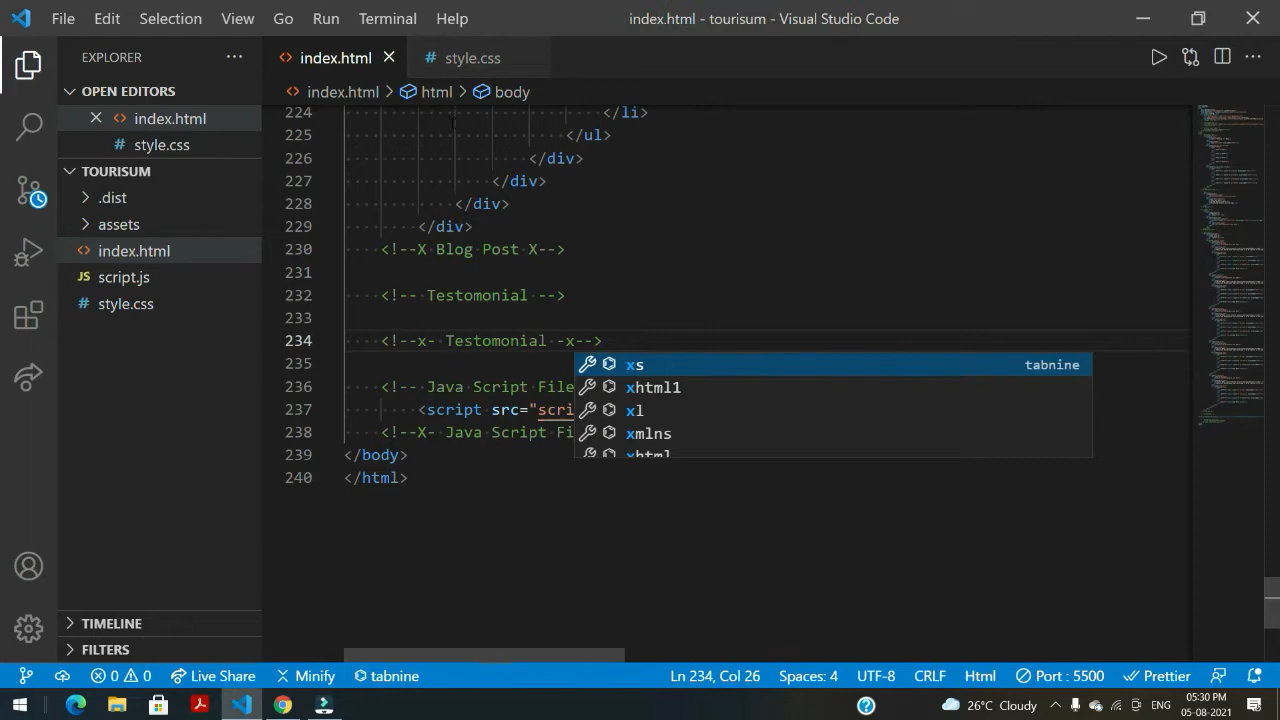 File Edit Selection View Go Run Terminal Help index.html - tourisum - Visual Studio Code
EXPLORER
OPEN EDITORS
index.html
style.css
TOURISUM
.dist
assets
index.html
JS script.js
# style.css
TIMELINE
FILTERS
<> index.html
# style.css
<> index.html > html > body
224 </li>
225 </ul>
226 </div>
227 </div>
228 </div>
229 </div>
230 <!--X Blog Post X-->
231
232 <!-- Testomonial -->
233
234 <!--x- Testomonial -x-->
235
236 <!-- Java Script File
237 <script src="scri
238 <!--X- Java Script Fi
239 </body>
240 </html>
xs tabnine
xhtml1
xl
xmlns
xhtml
0 0 Live Share Minify tabnine Ln 234, Col 26 Spaces: 4 UTF-8 CRLF Html Port : 5500 Prettier
26°C Cloudy ENG 05:30 PM
05-08-2021